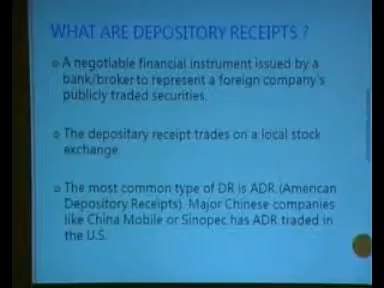 WHAT ARE DEPOSITORY RECEIPTS ?
A negotiable financial instrument issued by a
bank/broker to represent a foreign company's
publicly traded securities.
The depositary receipt trades on a local stock
exchange.
The most common type of DR is ADR (American
Depository Receipts). Major Chinese companies
like China Mobile or Sinopec has ADR traded in
the U.S.